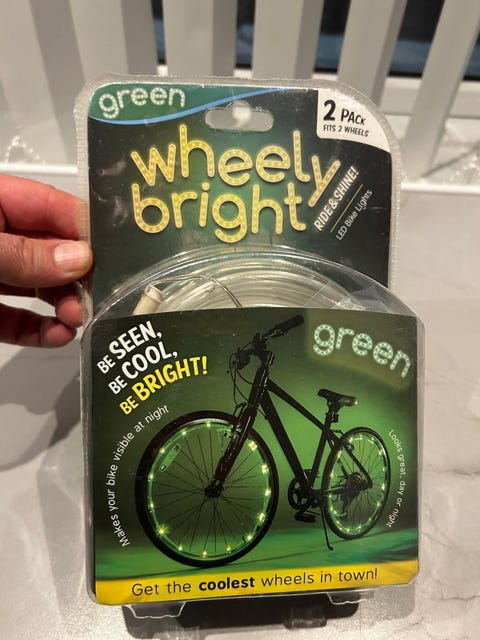 green
2 PACK
FITS 2 WHEELS
wheely
bright
RIDE & SHINE!
LED Bike Lights
BE SEEN,
BE COOL,
BE BRIGHT!
green
Makes your bike visible at night
Looks great, day or night
Get the coolest wheels in town!